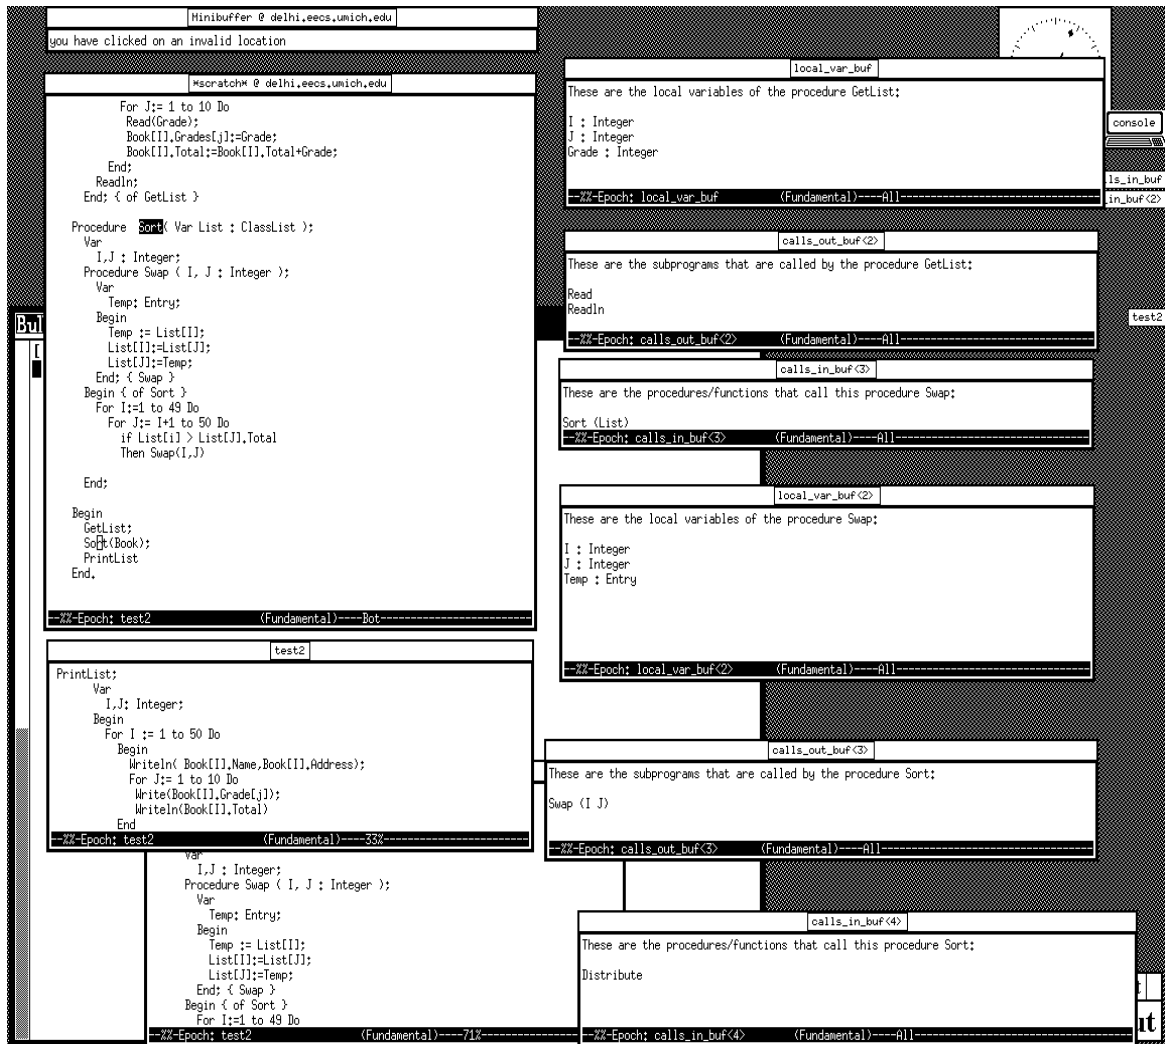 Minibuffer @ delhi.eecs.umich.edu
you have clicked on an invalid location
*scratch* @ delhi.eecs.umich.edu
For J:= 1 to 10 Do
Read(Grade);
Book[I].Grades[j]:=Grade;
Book[I].Total:=Book[I].Total+Grade;
End;
Readln;
End; { of GetList }
Procedure Sort( Var List : ClassList );
Var
I,J : Integer;
Procedure Swap ( I, J : Integer );
Var
Temp: Entry;
Begin
Temp := List[I];
List[I]:=List[J];
List[J]:=Temp;
End; { Swap }
Begin { of Sort }
For I:=1 to 49 Do
For J:= I+1 to 50 Do
if List[i] > List[J].Total
Then Swap(I,J)
End;
Begin
GetList;
Sort(Book);
PrintList
End.
--%%-Epoch: test2 (Fundamental)----Bot-------------------------
test2
PrintList;
Var
I,J: Integer;
Begin
For I := 1 to 50 Do
Begin
Writeln( Book[I].Name,Book[I].Address);
For J:= 1 to 10 Do
Write(Book[I].Grade[j]);
Writeln(Book[I].Total)
End
--%%-Epoch: test2 (Fundamental)----33%-------------------------
Var
I,J : Integer;
Procedure Swap ( I, J : Integer );
Var
Temp: Entry;
Begin
Temp := List[I];
List[I]:=List[J];
List[J]:=Temp;
End; { Swap }
Begin { of Sort }
For I:=1 to 49 Do
--%%-Epoch: test2 (Fundamental)----71%----------------
Bul
[
local_var_buf
These are the local variables of the procedure GetList:
I : Integer
J : Integer
Grade : Integer
--%%-Epoch: local_var_buf (Fundamental)----All--------------------------------
calls_out_buf<2>
These are the subprograms that are called by the procedure GetList:
Read
Readln
--%%-Epoch: calls_out_buf<2> (Fundamental)----All--------------------------------
calls_in_buf<3>
These are the procedures/functions that call this procedure Swap:
Sort (List)
--%%-Epoch: calls_in_buf<3> (Fundamental)----All--------------------------------
local_var_buf<2>
These are the local variables of the procedure Swap:
I : Integer
J : Integer
Temp : Entry
--%%-Epoch: local_var_buf<2> (Fundamental)----All--------------------------------
calls_out_buf<3>
These are the subprograms that are called by the procedure Sort:
Swap (I J)
--%%-Epoch: calls_out_buf<3> (Fundamental)----All--------------------------------
calls_in_buf<4>
These are the procedures/functions that call this procedure Sort:
Distribute
--%%-Epoch: calls_in_buf<4> (Fundamental)----All--------------------------------
console
ls_in_buf
in_buf<2>
test2
t
ut